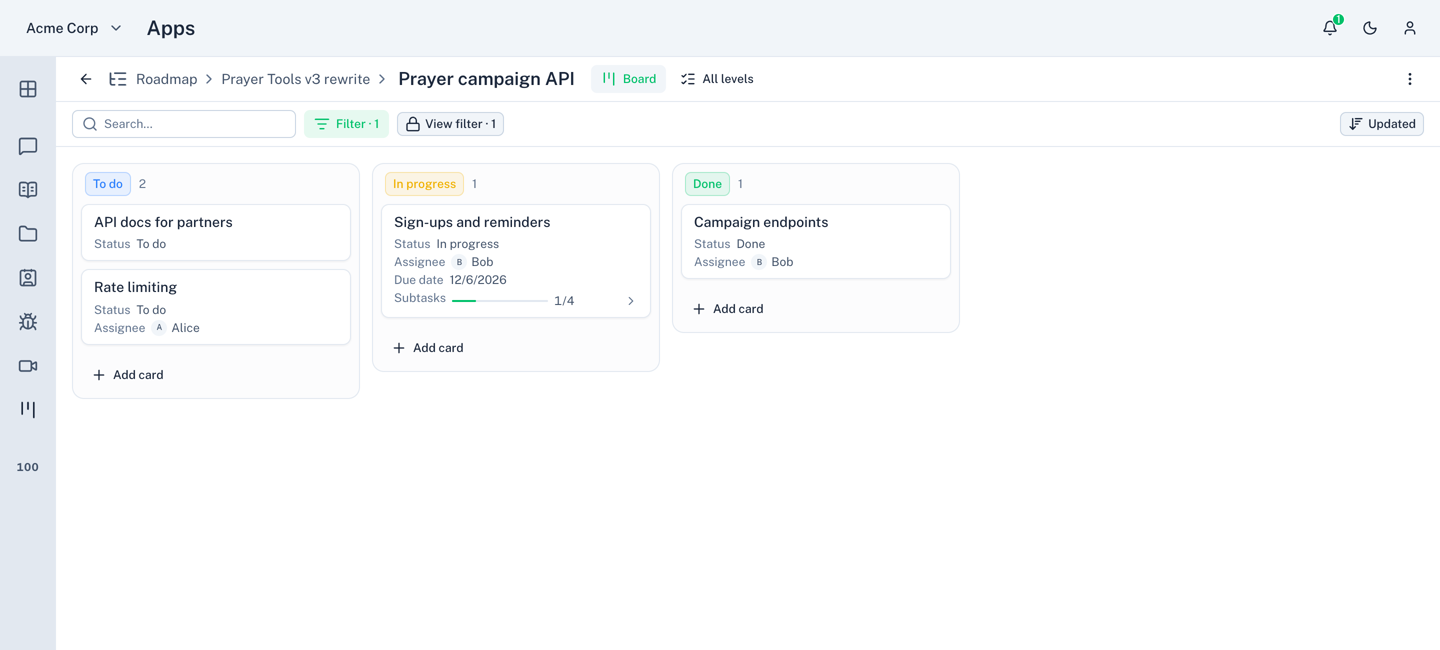 Acme Corp
Apps
1
Roadmap
Prayer Tools v3 rewrite
Prayer campaign API
Board
All levels
Search...
Filter · 1
View filter · 1
Updated
To do 2
API docs for partners
Status To do
Rate limiting
Status To do
Assignee A Alice
Add card
In progress 1
Sign-ups and reminders
Status In progress
Assignee B Bob
Due date 12/6/2026
Subtasks 1/4
Add card
Done 1
Campaign endpoints
Status Done
Assignee B Bob
Add card
100